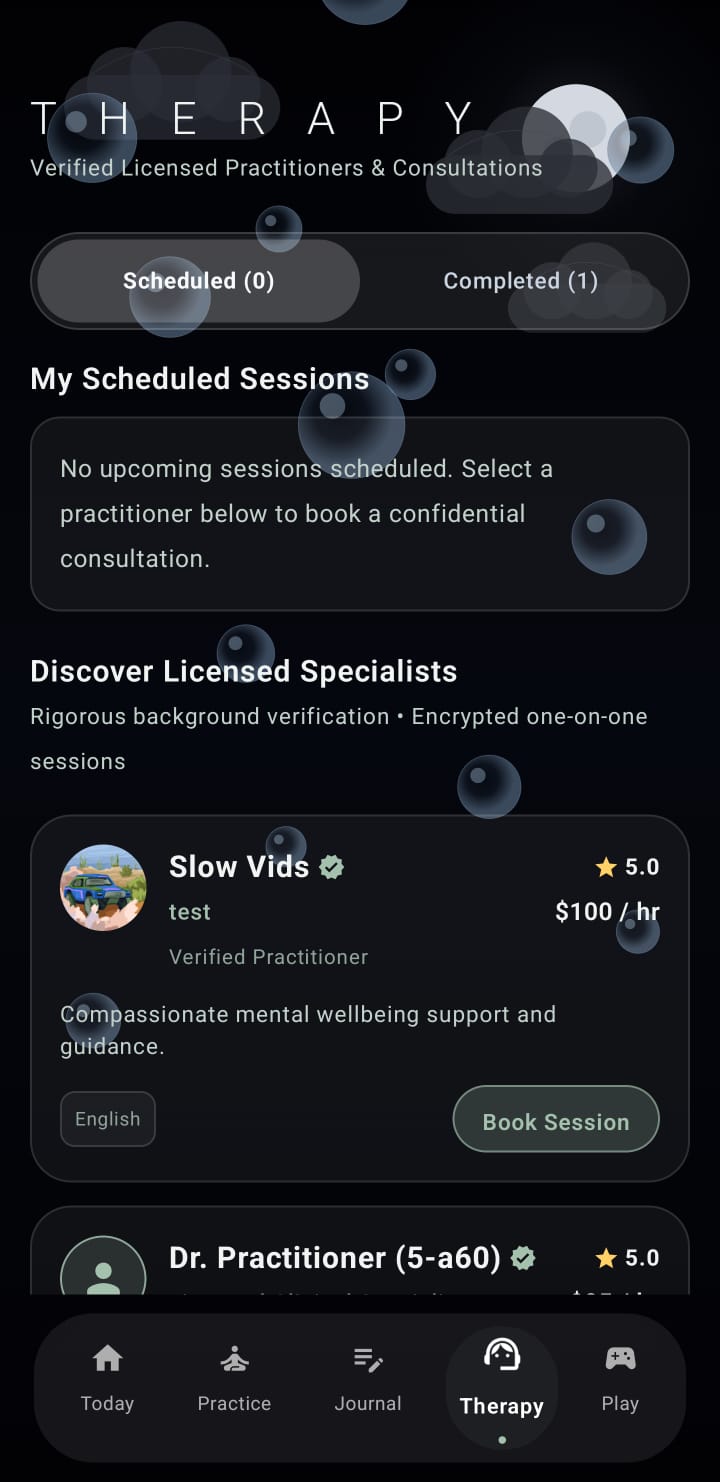 THERAPY
Verified Licensed Practitioners & Consultations
Scheduled (0)
Completed (1)
My Scheduled Sessions
No upcoming sessions scheduled. Select a
practitioner below to book a confidential
consultation.
Discover Licensed Specialists
Rigorous background verification • Encrypted one-on-one
sessions
Slow Vids
5.0
test
$100 / hr
Verified Practitioner
Compassionate mental wellbeing support and
guidance.
English
Book Session
Dr. Practitioner (5-a60)
5.0
Today
Practice
Journal
Therapy
Play